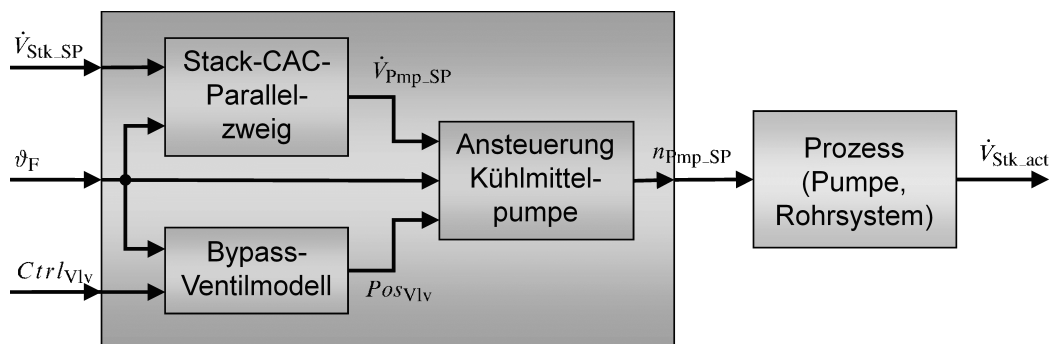 V̇Stk_SP
Stack-CAC-
Parallel-
zweig
V̇Pmp_SP
ϑF
Ansteuerung
Kühlmittel-
pumpe
nPmp_SP
Prozess
(Pumpe,
Rohrsystem)
V̇Stk_act
CtrlVlv
Bypass-
Ventilmodell
PosVlv